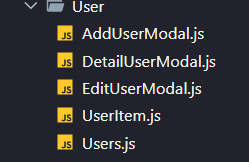 User
JS AddUserModal.js
JS DetailUserModal.js
JS EditUserModal.js
JS UserItem.js
JS Users.js